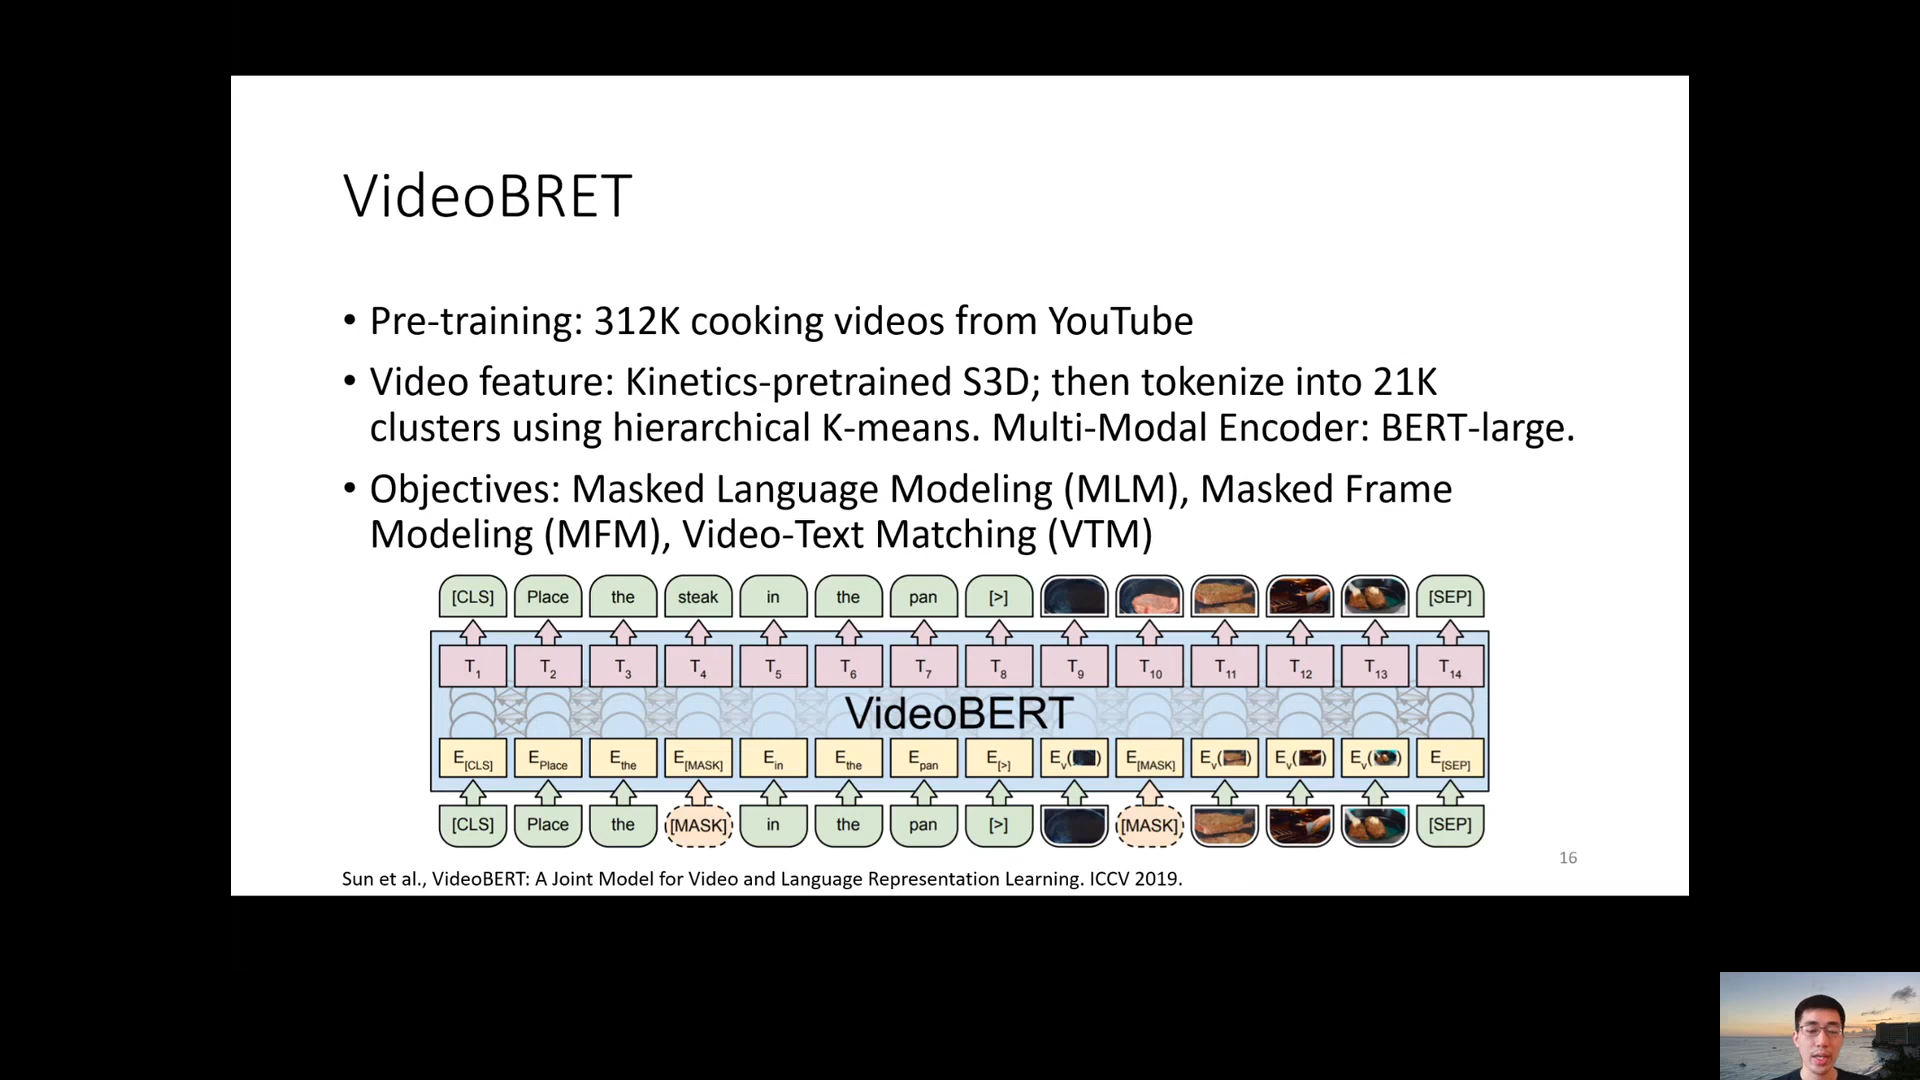 VideoBRET
• Pre-training: 312K cooking videos from YouTube
• Video feature: Kinetics-pretrained S3D; then tokenize into 21K
clusters using hierarchical K-means. Multi-Modal Encoder: BERT-large.
• Objectives: Masked Language Modeling (MLM), Masked Frame
Modeling (MFM), Video-Text Matching (VTM)
[CLS] Place the steak in the pan [>] [SEP]
T1 T2 T3 T4 T5 T6 T7 T8 T9 T10 T11 T12 T13 T14
VideoBERT
E[CLS] EPlace Ethe E[MASK] Ein Ethe Epan E[>] Ev( ) E[MASK] Ev( ) Ev( ) Ev( ) E[SEP]
[CLS] Place the [MASK] in the pan [>] [MASK] [SEP]
16
Sun et al., VideoBERT: A Joint Model for Video and Language Representation Learning. ICCV 2019.